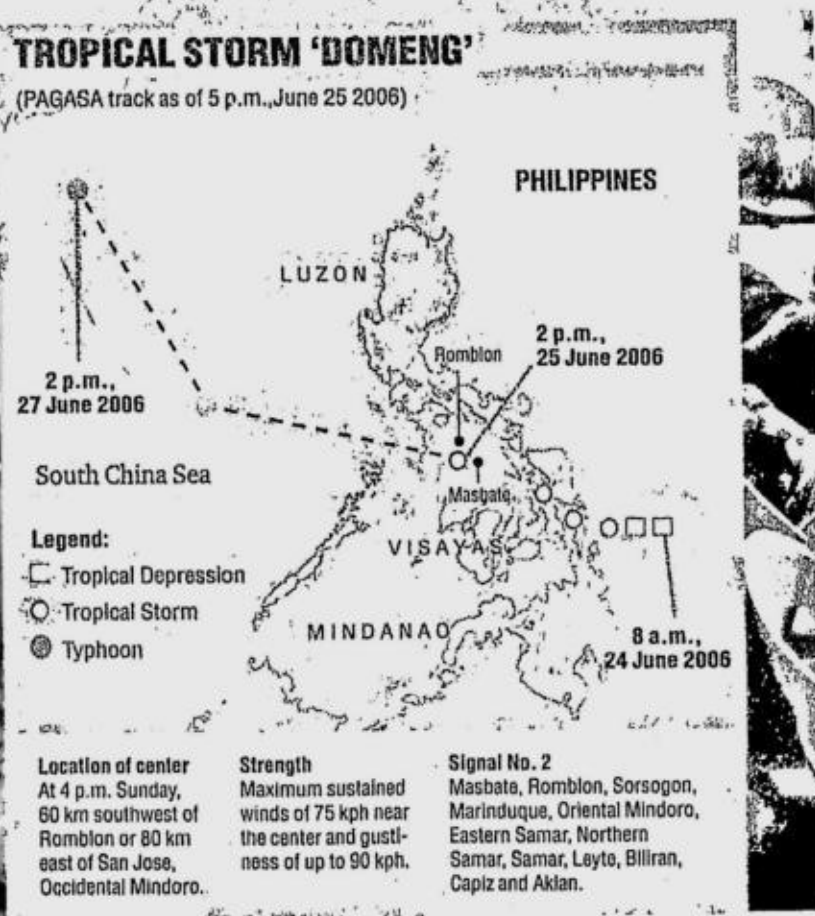 TROPICAL STORM 'DOMENG'
(PAGASA track as of 5 p.m.,June 25 2006)
PHILIPPINES
LUZON
2 p.m.,
25 June 2006
Romblon
2 p.m.,
27 June 2006
South China Sea
Masbate
VISAYAS
Legend:
Tropical Depression
Tropical Storm
Typhoon
MINDANAO
8 a.m.,
24 June 2006
Location of center
At 4 p.m. Sunday,
60 km southwest of
Romblon or 80 km
east of San Jose,
Occidental Mindoro.
Strength
Maximum sustained
winds of 75 kph near
the center and gusti-
ness of up to 90 kph.
Signal No. 2
Masbate, Romblon, Sorsogon,
Marinduque, Oriental Mindoro,
Eastern Samar, Northern
Samar, Samar, Leyte, Biliran,
Capiz and Aklan.